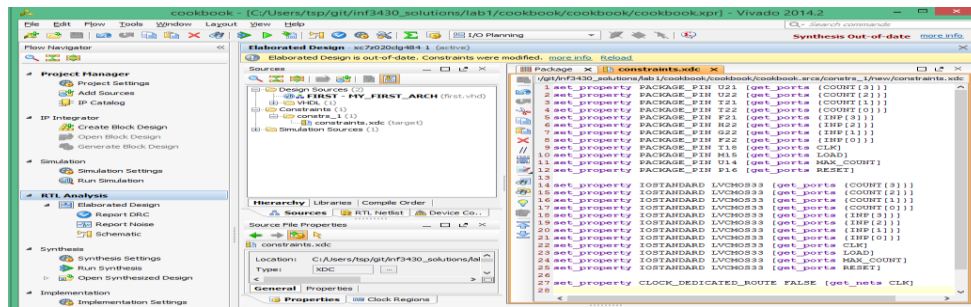 cookbook - [C:/Users/tsp/git/inf3430_solutions/lab1/cookbook/cookbook/cookbook.xpr] - Vivado 2014.2
File Edit Flow Tools Window Layout View Help
Search commands
I/O Planning
Synthesis Out-of-date more info
Flow Navigator
Project Manager
Project Settings
Add Sources
IP Catalog
IP Integrator
Create Block Design
Open Block Design
Generate Block Design
Simulation
Simulation Settings
Run Simulation
RTL Analysis
Elaborated Design
Report DRC
Report Noise
Schematic
Synthesis
Synthesis Settings
Run Synthesis
Open Synthesized Design
Implementation
Implementation Settings
Elaborated Design - xc7z020clg484-1 (active)
Elaborated Design is out-of-date. Constraints were modified. more info Reload
Sources
Design Sources (2)
FIRST - MY_FIRST_ARCH (first.vhd)
VHDL (1)
Constraints (1)
constrs_1 (1)
constraints.xdc (target)
Simulation Sources (1)
Hierarchy Libraries Compile Order
Sources RTL Netlist Device Co..
Source File Properties
constraints.xdc
Location: C:/Users/tsp/git/inf3430_solutions/lab
Type: XDC ...
General Properties
Properties Clock Regions
Package constraints.xdc
/git/inf3430_solutions/lab1/cookbook/cookbook/cookbook.srcs/constrs_1/new/constraints.xdc
1 set_property PACKAGE_PIN U21 [get_ports {COUNT[3]}]
2 set_property PACKAGE_PIN U22 [get_ports {COUNT[2]}]
3 set_property PACKAGE_PIN T21 [get_ports {COUNT[1]}]
4 set_property PACKAGE_PIN T22 [get_ports {COUNT[0]}]
5 set_property PACKAGE_PIN F21 [get_ports {INP[3]}]
6 set_property PACKAGE_PIN H22 [get_ports {INP[2]}]
7 set_property PACKAGE_PIN G22 [get_ports {INP[1]}]
8 set_property PACKAGE_PIN F22 [get_ports {INP[0]}]
9 set_property PACKAGE_PIN T18 [get_ports CLK]
10 set_property PACKAGE_PIN M15 [get_ports LOAD]
11 set_property PACKAGE_PIN U14 [get_ports MAX_COUNT]
12 set_property PACKAGE_PIN P16 [get_ports RESET]
13
14 set_property IOSTANDARD LVCMOS33 [get_ports {COUNT[3]}]
15 set_property IOSTANDARD LVCMOS33 [get_ports {COUNT[2]}]
16 set_property IOSTANDARD LVCMOS33 [get_ports {COUNT[1]}]
17 set_property IOSTANDARD LVCMOS33 [get_ports {COUNT[0]}]
18 set_property IOSTANDARD LVCMOS33 [get_ports {INP[3]}]
19 set_property IOSTANDARD LVCMOS33 [get_ports {INP[2]}]
20 set_property IOSTANDARD LVCMOS33 [get_ports {INP[1]}]
21 set_property IOSTANDARD LVCMOS33 [get_ports {INP[0]}]
22 set_property IOSTANDARD LVCMOS33 [get_ports CLK]
23 set_property IOSTANDARD LVCMOS33 [get_ports LOAD]
24 set_property IOSTANDARD LVCMOS33 [get_ports MAX_COUNT]
25 set_property IOSTANDARD LVCMOS33 [get_ports RESET]
26
27 set_property CLOCK_DEDICATED_ROUTE FALSE [get_nets CLK]
28